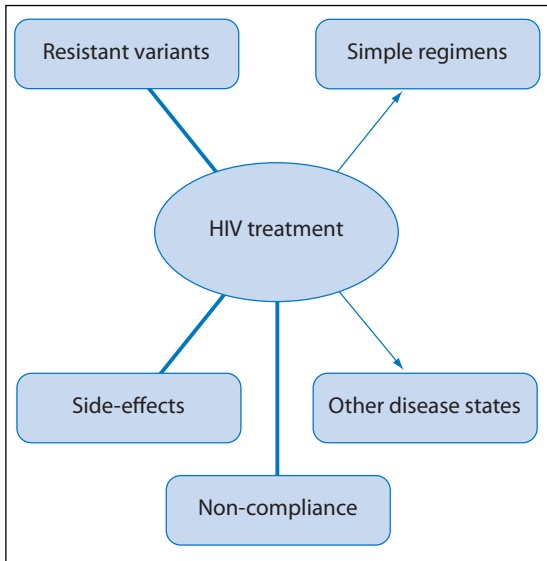 Resistant variants
Simple regimens
HIV treatment
Side-effects
Other disease states
Non-compliance